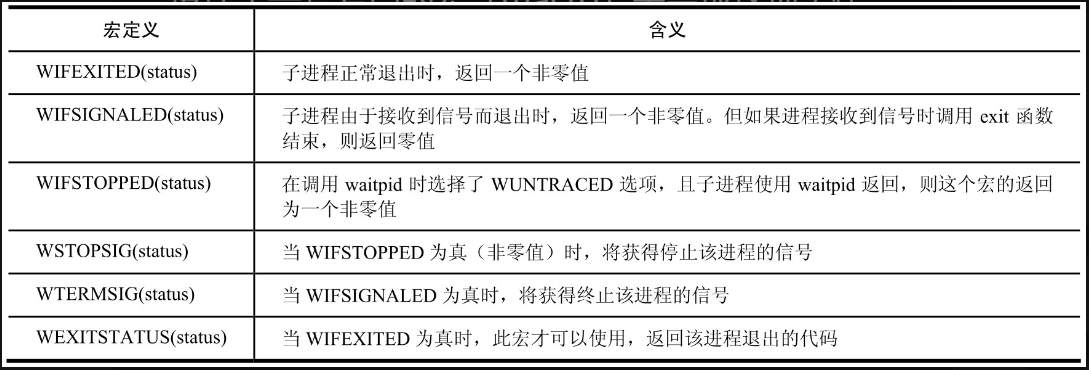 宏定义 含义
WIFEXITED(status) 子进程正常退出时，返回一个非零值
WIFSIGNALED(status) 子进程由于接收到信号而退出时，返回一个非零值。但如果进程接收到信号时调用 exit 函数
结束，则返回零值
WIFSTOPPED(status) 在调用 waitpid 时选择了 WUNTRACED 选项，且子进程使用 waitpid 返回，则这个宏的返回
为一个非零值
WSTOPSIG(status) 当 WIFSTOPPED 为真（非零值）时，将获得停止该进程的信号
WTERMSIG(status) 当 WIFSIGNALED 为真时，将获得终止该进程的信号
WEXITSTATUS(status) 当 WIFEXITED 为真时，此宏才可以使用，返回该进程退出的代码